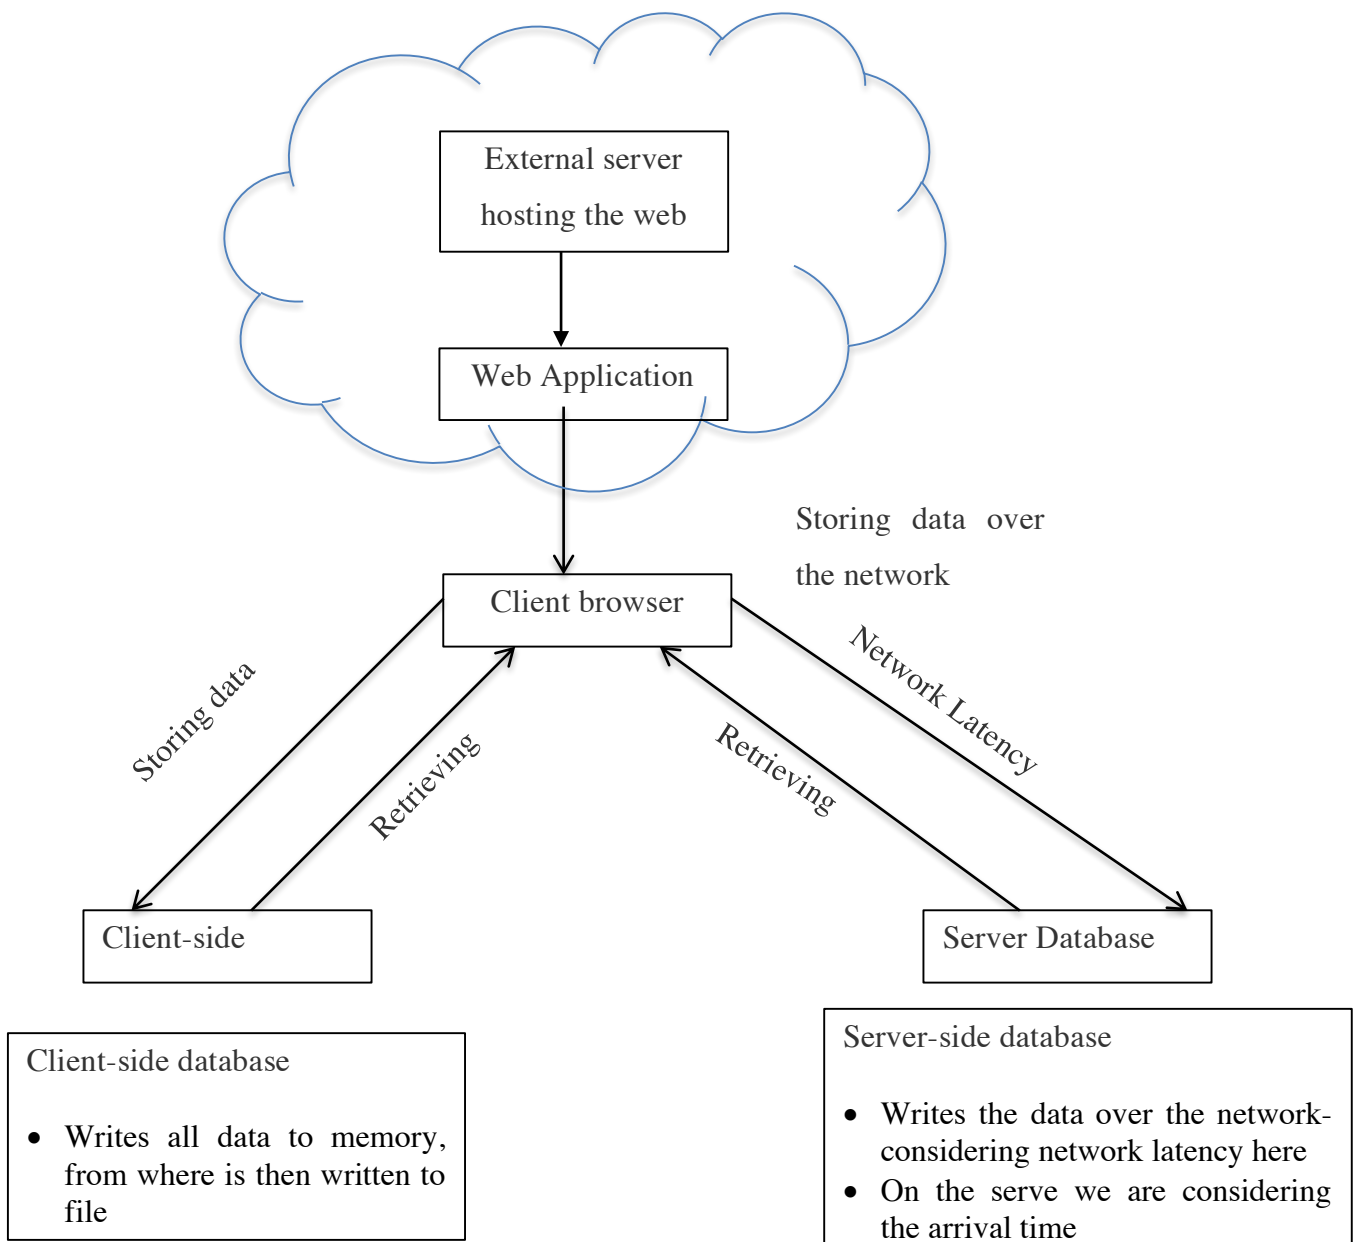 External server
hosting the web
Web Application
Storing data over
the network
Client browser
Network Latency
Storing data
Retrieving
Retrieving
Client-side
Server Database
Client-side database
• Writes all data to memory,
from where is then written to
file
Server-side database
• Writes the data over the network-
considering network latency here
• On the serve we are considering
the arrival time